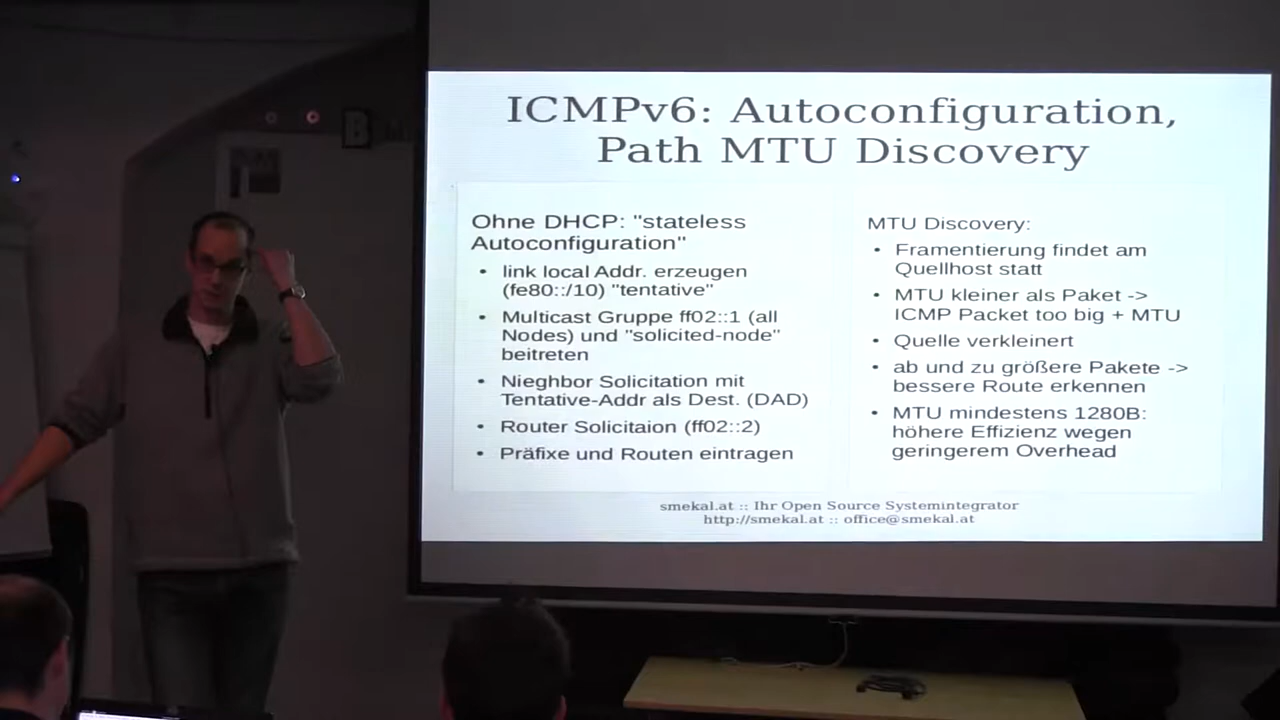 ICMPv6: Autoconfiguration,
Path MTU Discovery
Ohne DHCP: "stateless
Autoconfiguration"
• link local Addr. erzeugen
(fe80::/10) "tentative"
• Multicast Gruppe ff02::1 (all
Nodes) und "solicited-node"
beitreten
• Nieghbor Solicitation mit
Tentative-Addr als Dest. (DAD)
• Router Solicitaion (ff02::2)
• Präfixe und Routen eintragen
MTU Discovery:
• Framentierung findet am
Quellhost statt
• MTU kleiner als Paket ->
ICMP Packet too big + MTU
• Quelle verkleinert
• ab und zu größere Pakete ->
bessere Route erkennen
• MTU mindestens 1280B:
höhere Effizienz wegen
geringerem Overhead
smekal.at :: Ihr Open Source Systemintegrator
http://smekal.at :: office@smekal.at